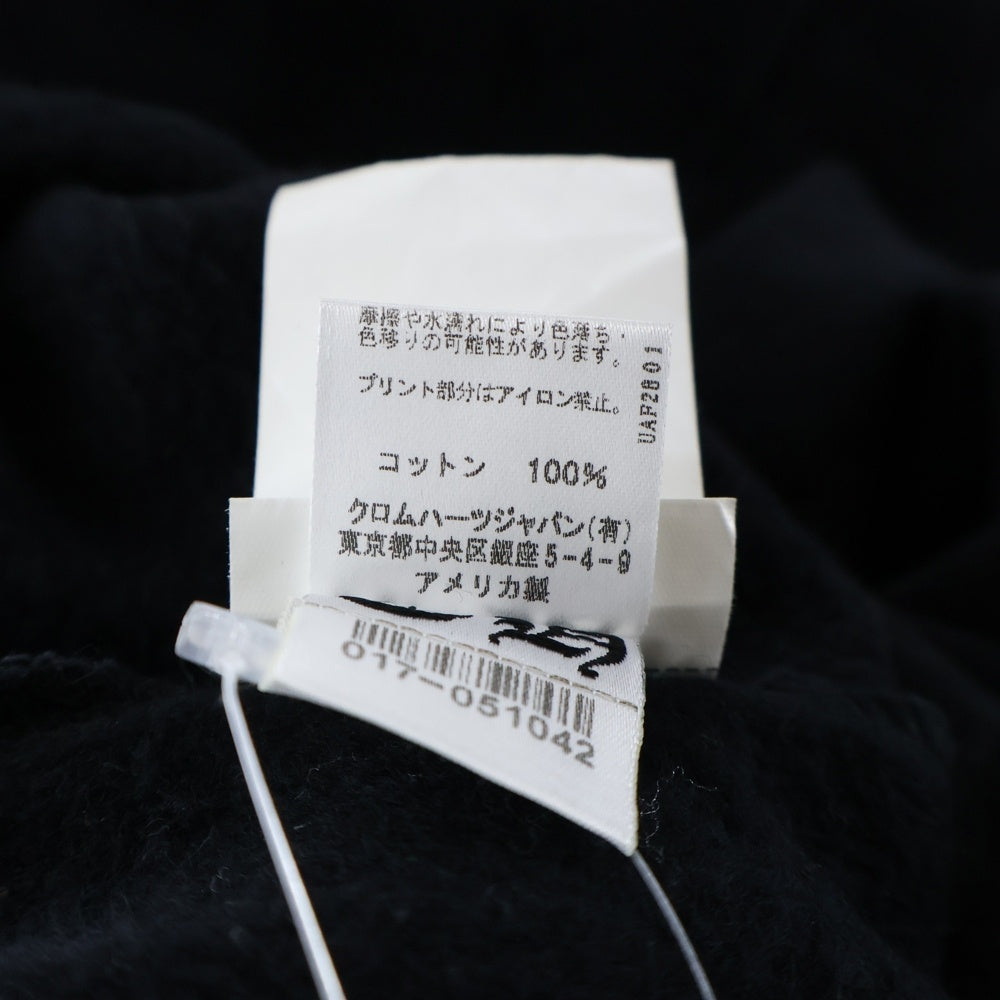 摩擦や水濡れにより色落ち、
色移りの可能性があります。
プリント部分はアイロン禁止。
UAF2801
コットン 100%
クロムハーツジャパン(有)
東京都中央区銀座5-4-9
アメリカ製
017-051042